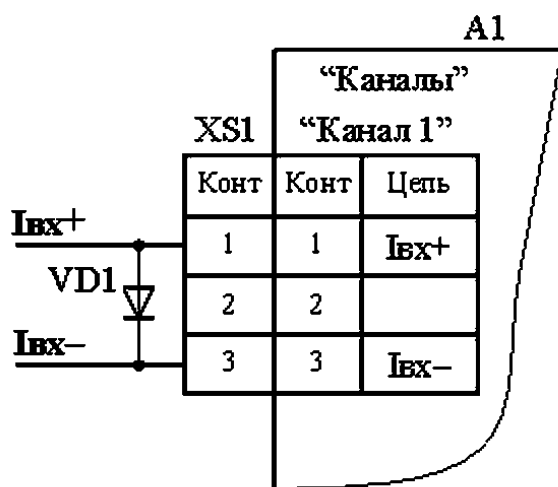 A1
“Каналы”
XS1 “Канал 1”
Конт Конт Цепь
Iвх+
1 1 Iвх+
VD1
2 2
Iвх–
3 3 Iвх–